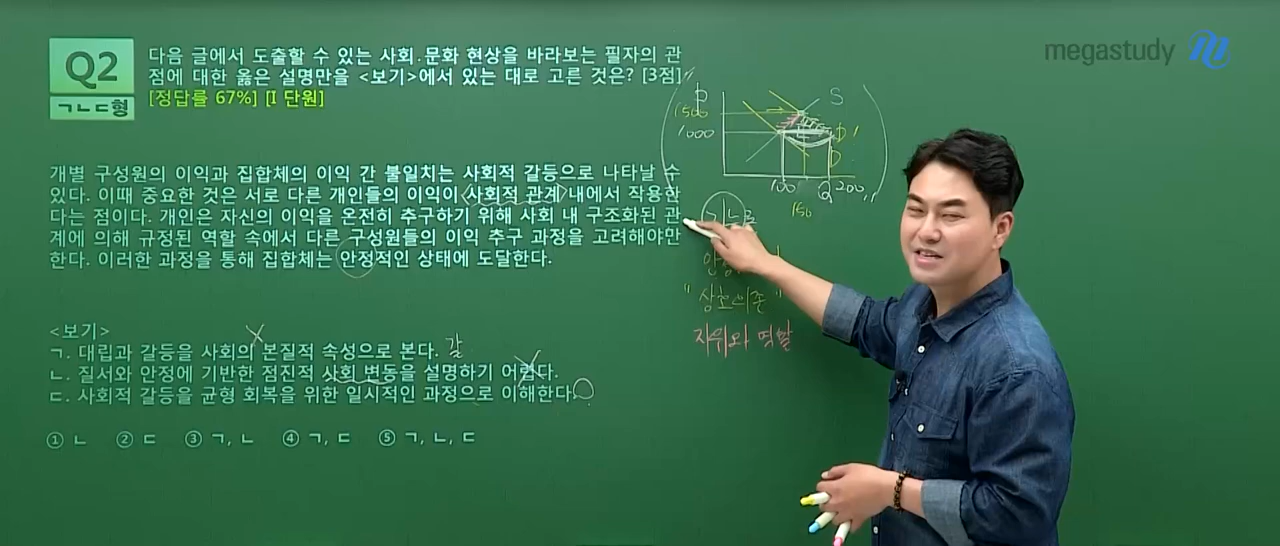 Q2
ㄱㄴㄷ형
다음 글에서 도출할 수 있는 사회·문화 현상을 바라보는 필자의 관
점에 대한 옳은 설명만을 <보기>에서 있는 대로 고른 것은? [3점]
[정답률 67%] [I 단원]
megastudy
개별 구성원의 이익과 집합체의 이익 간 불일치는 사회적 갈등으로 나타날 수
있다. 이때 중요한 것은 서로 다른 개인들의 이익이 사회적 관계 내에서 작용한
다는 점이다. 개인은 자신의 이익을 온전히 추구하기 위해 사회 내 구조화된 관
계에 의해 규정된 역할 속에서 다른 구성원들의 이익 추구 과정을 고려해야만
한다. 이러한 과정을 통해 집합체는 안정적인 상태에 도달한다.
<보기>
ㄱ. 대립과 갈등을 사회의 본질적 속성으로 본다. 갈
ㄴ. 질서와 안정에 기반한 점진적 사회 변동을 설명하기 어렵다.
ㄷ. 사회적 갈등을 균형 회복을 위한 일시적인 과정으로 이해한다.
① ㄴ ② ㄷ ③ ㄱ, ㄴ ④ ㄱ, ㄷ ⑤ ㄱ, ㄴ, ㄷ
P
S
1500
1000
D'
D
100
Q
200
150
기능론
"상호의존"
지위와 역할